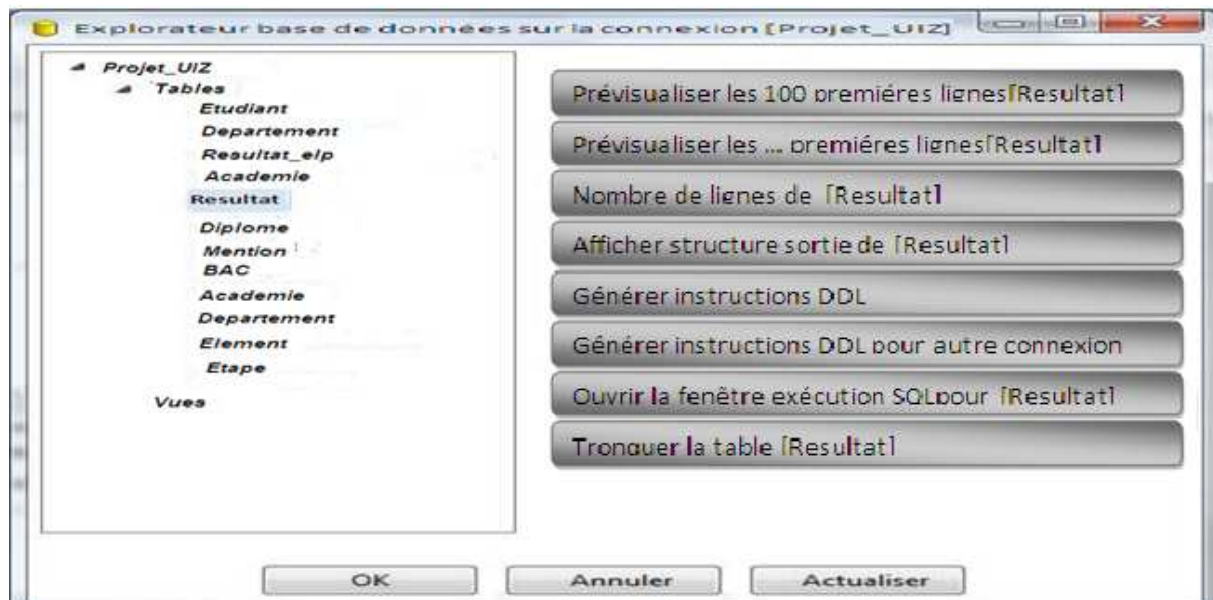 Explorateur base de données sur la connexion [Projet_UIZ]
Projet_UIZ
Tables
Etudiant
Departement
Resultat_elp
Academie
Resultat
Diplome
Mention
BAC
Academie
Departement
Element
Etape
Vues
Prévisualiser les 100 premiéres lignes[Resultat]
Prévisualiser les ... premiéres lignes[Resultat]
Nombre de lignes de [Resultat]
Afficher structure sortie de [Resultat]
Générer instructions DDL
Générer instructions DDL pour autre connexion
Ouvrir la fenêtre exécution SQLpour [Resultat]
Tronquer la table [Resultat]
OK
Annuler
Actualiser